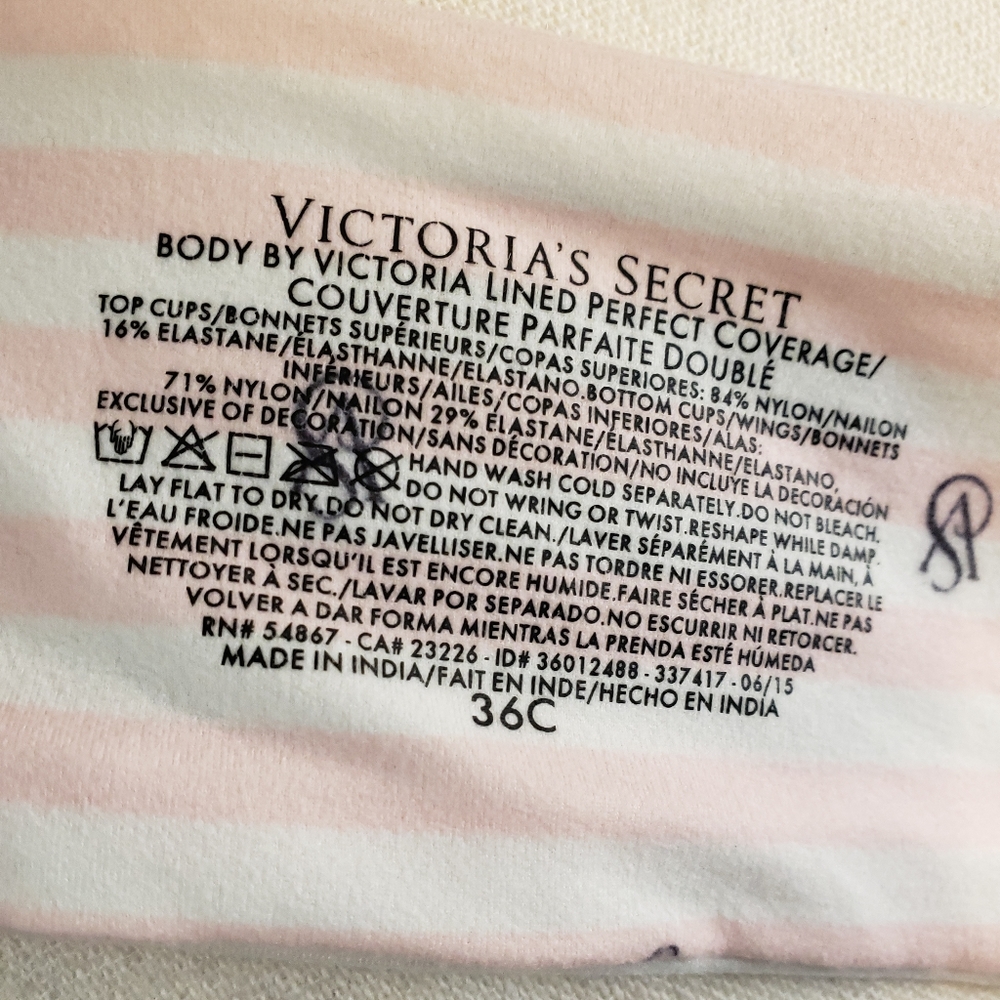 VICTORIA'S SECRET
BODY BY VICTORIA LINED PERFECT COVERAGE/
COUVERTURE PARFAITE DOUBLÉ
TOP CUPS/BONNETS SUPÉRIEURS/COPAS SUPERIORES: 84% NYLON/NAILON
16% ELASTANE/ÉLASTHANNE/ELASTANO.BOTTOM CUPS/WINGS/BONNETS
INFÉRIEURS/AILES/COPAS INFERIORES/ALAS:
71% NYLON/NAILON 29% ELASTANE/ÉLASTHANNE/ELASTANO,
EXCLUSIVE OF DECORATION/SANS DÉCORATION/NO INCLUYE LA DECORACIÓN
HAND WASH COLD SEPARATELY.DO NOT BLEACH.
DO NOT WRING OR TWIST.RESHAPE WHILE DAMP.
LAY FLAT TO DRY.DO NOT DRY CLEAN./LAVER SÉPARÉMENT À LA MAIN, À
L'EAU FROIDE.NE PAS JAVELLISER.NE PAS TORDRE NI ESSORER.REPLACER LE
VÊTEMENT LORSQU'IL EST ENCORE HUMIDE.FAIRE SÉCHER À PLAT.NE PAS
NETTOYER À SEC./LAVAR POR SEPARADO.NO ESCURRIR NI RETORCER.
VOLVER A DAR FORMA MIENTRAS LA PRENDA ESTÉ HÚMEDA
RN# 54867 - CA# 23226 - ID# 36012488 - 337417 - 06/15
MADE IN INDIA/FAIT EN INDE/HECHO EN INDIA
36C